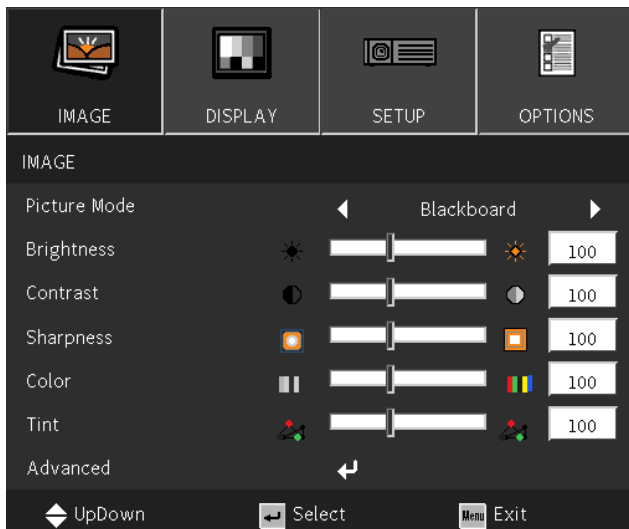 IMAGE DISPLAY SETUP OPTIONS
IMAGE
Picture Mode Blackboard
Brightness 100
Contrast 100
Sharpness 100
Color 100
Tint 100
Advanced
UpDown Select Menu Exit